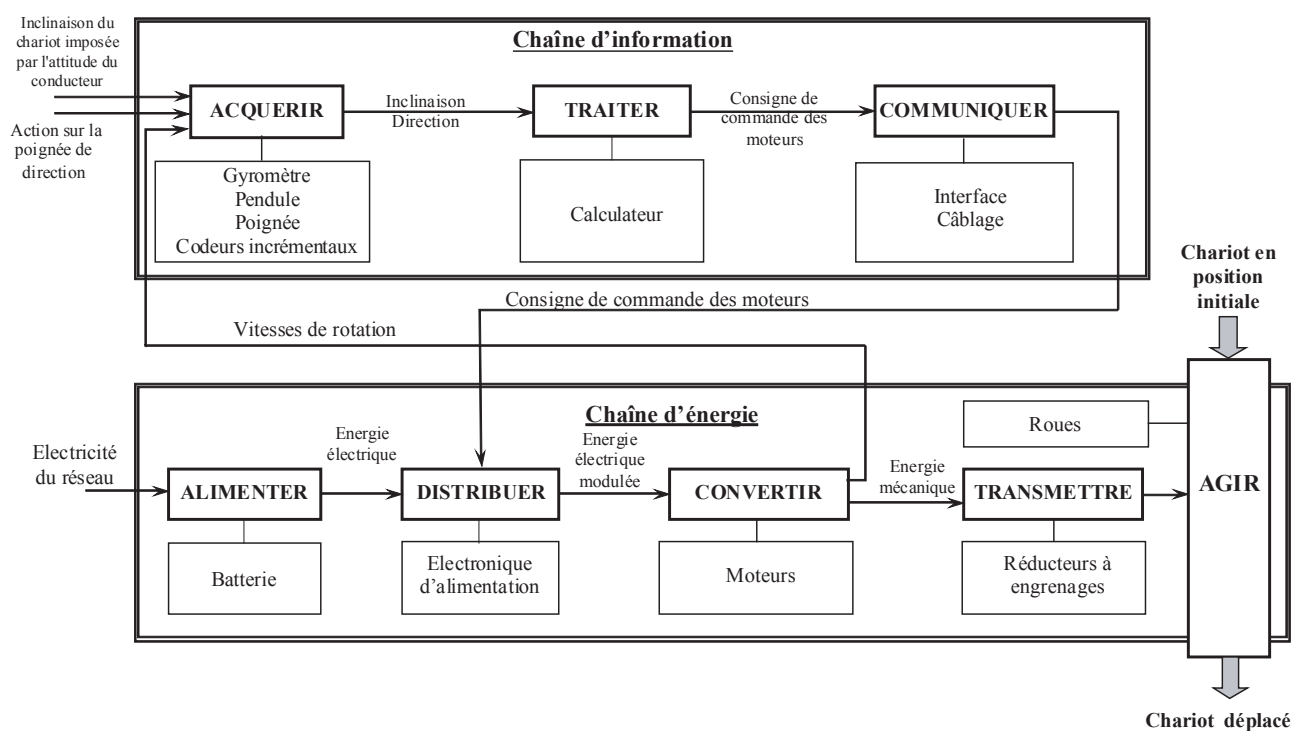 Inclinaison du
chariot imposée
par l'attitude du
conducteur
Action sur la
poignée de
direction
Chaîne d'information
ACQUERIR
Inclinaison
Direction
TRAITER
Consigne de
commande des
moteurs
COMMUNIQUER
Gyromètre
Pendule
Poignée
Codeurs incrémentaux
Calculateur
Interface
Câblage
Consigne de commande des moteurs
Vitesses de rotation
Chariot en
position
initiale
Chaîne d'énergie
Electricité
du réseau
ALIMENTER
Energie
électrique
DISTRIBUER
Energie
électrique
modulée
CONVERTIR
Energie
mécanique
TRANSMETTRE
Roues
AGIR
Batterie
Electronique
d'alimentation
Moteurs
Réducteurs à
engrenages
Chariot déplacé